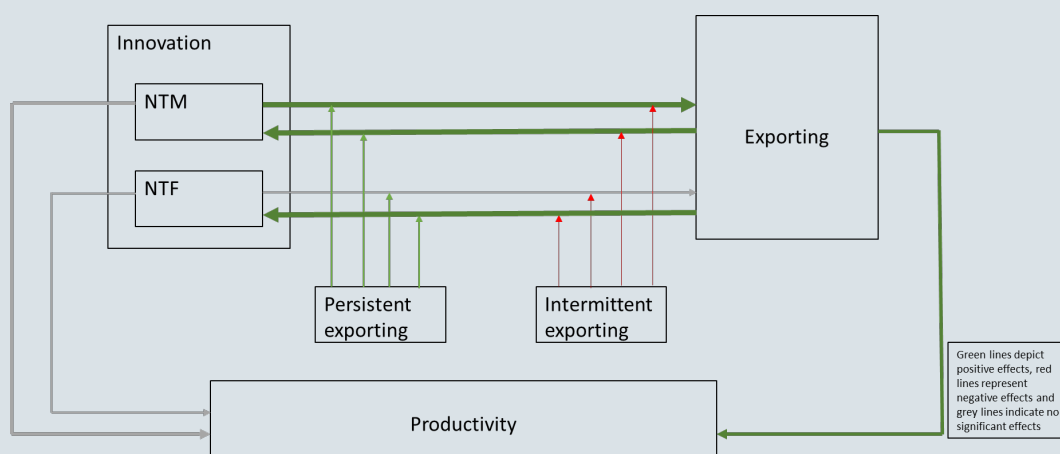 Innovation
NTM
NTF
Exporting
Persistent
exporting
Intermittent
exporting
Green lines depict
positive effects, red
lines represent
negative effects and
grey lines indicate no
significant effects
Productivity